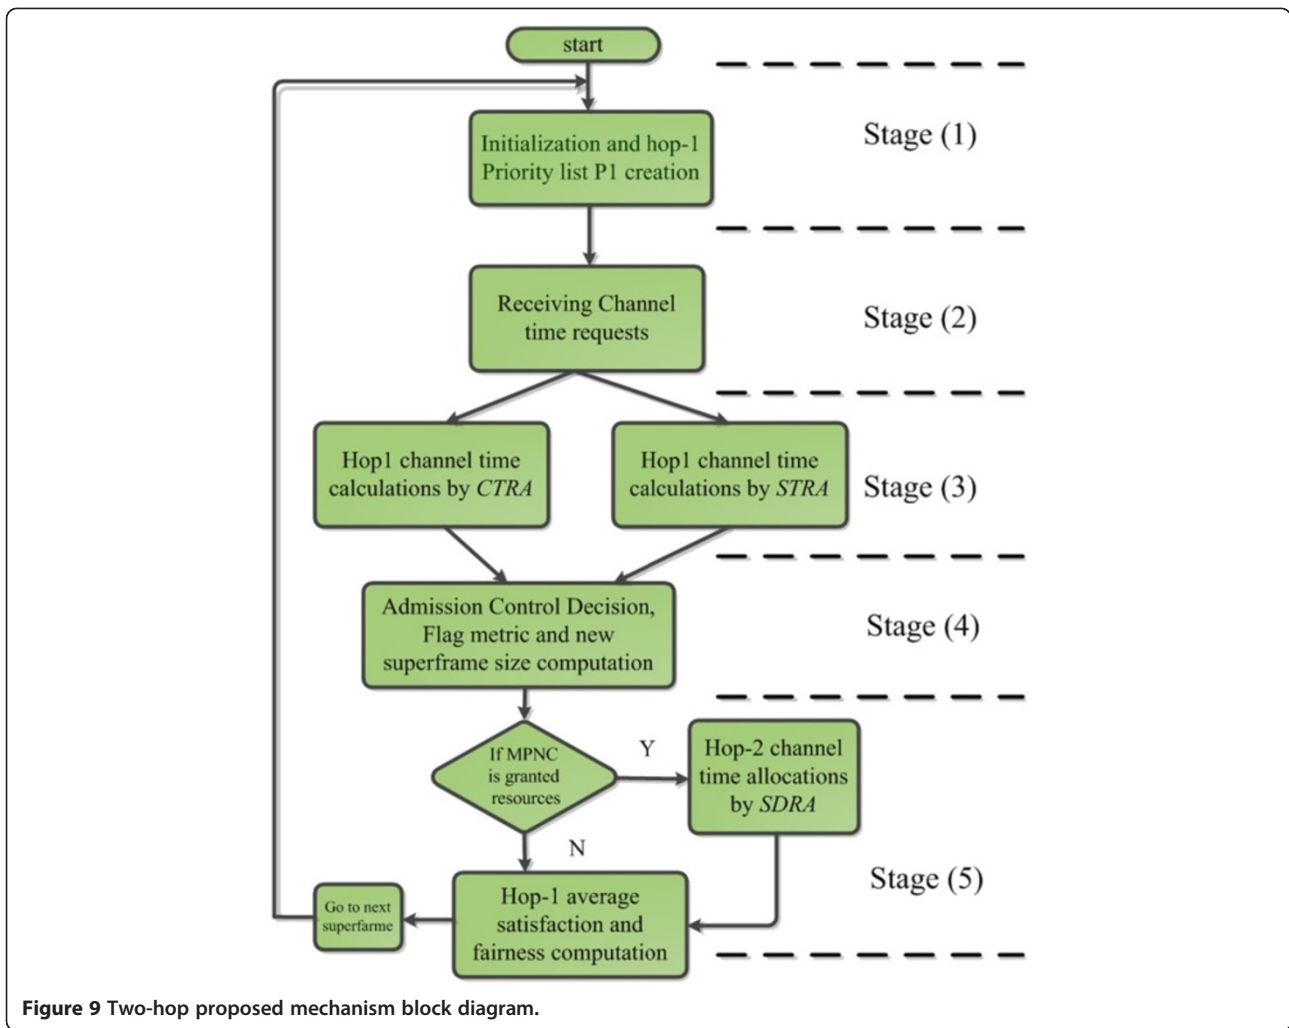 start
Stage (1)
Initialization and hop-1
Priority list P1 creation
Receiving Channel
time requests
Stage (2)
Hop1 channel time
calculations by CTRA
Hop1 channel time
calculations by STRA
Stage (3)
Admission Control Decision,
Flag metric and new
superframe size computation
Stage (4)
If MPNC
is granted
resources
Y
Hop-2 channel
time allocations
by SDRA
N
Stage (5)
Hop-1 average
satisfaction and
fairness computation
Go to next
superfarme
Figure 9 Two-hop proposed mechanism block diagram.